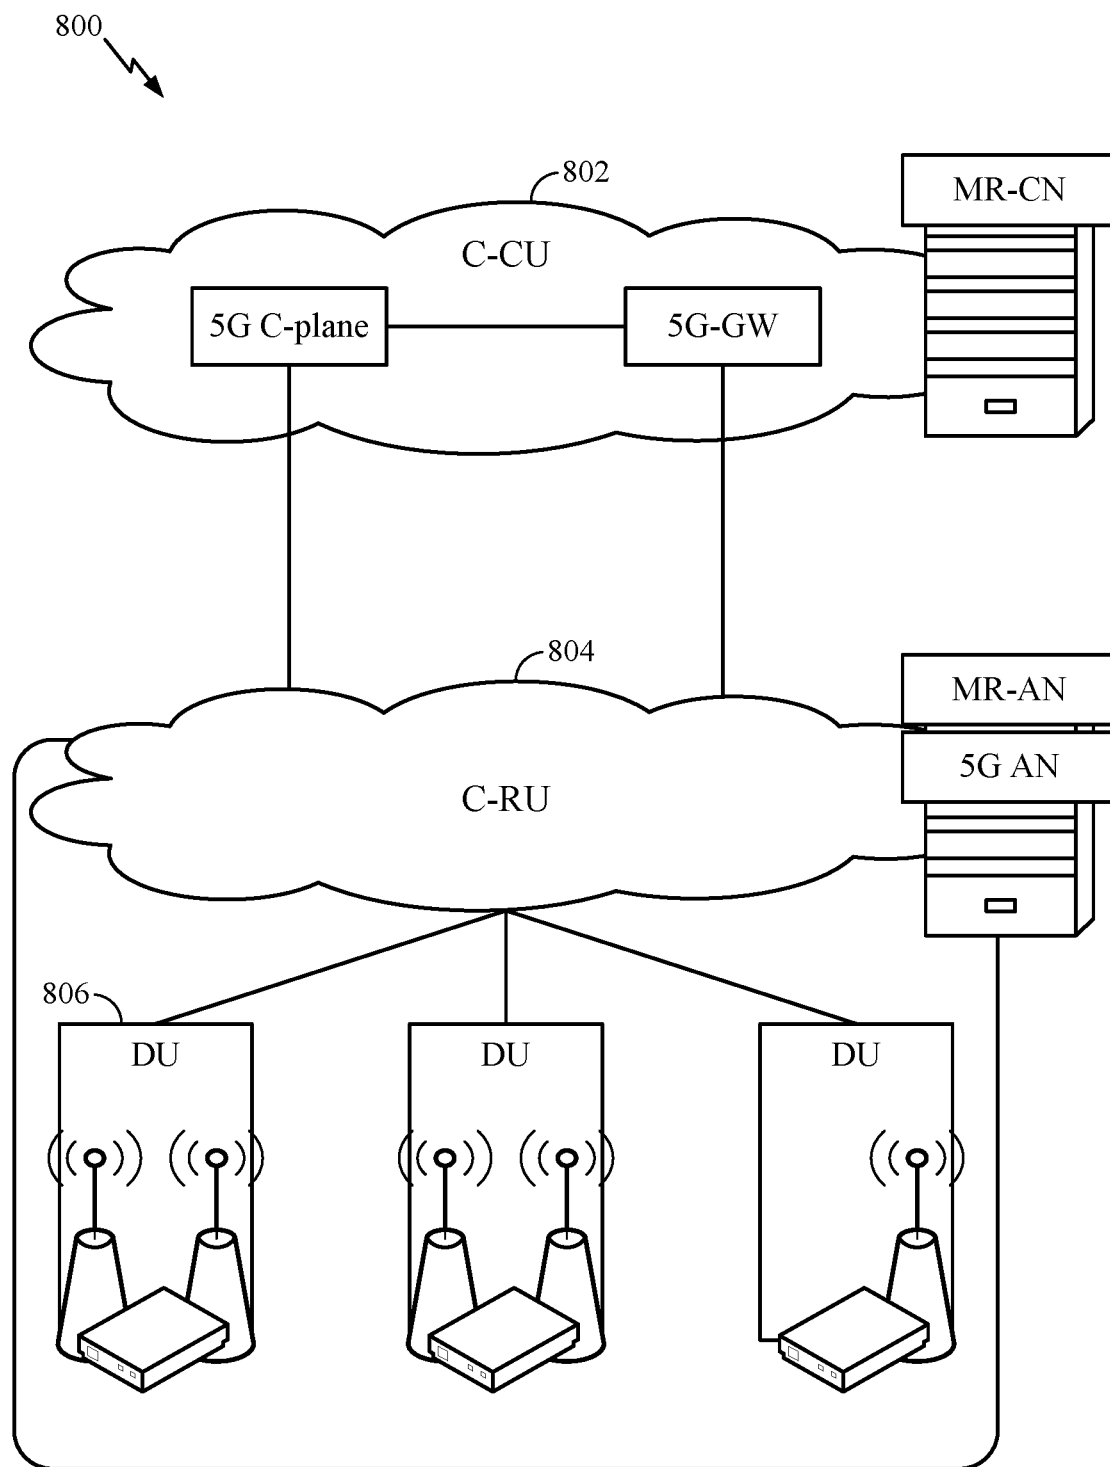 800
802
MR-CN
C-CU
5G C-plane
5G-GW
804
MR-AN
5G AN
C-RU
806
DU
DU
DU